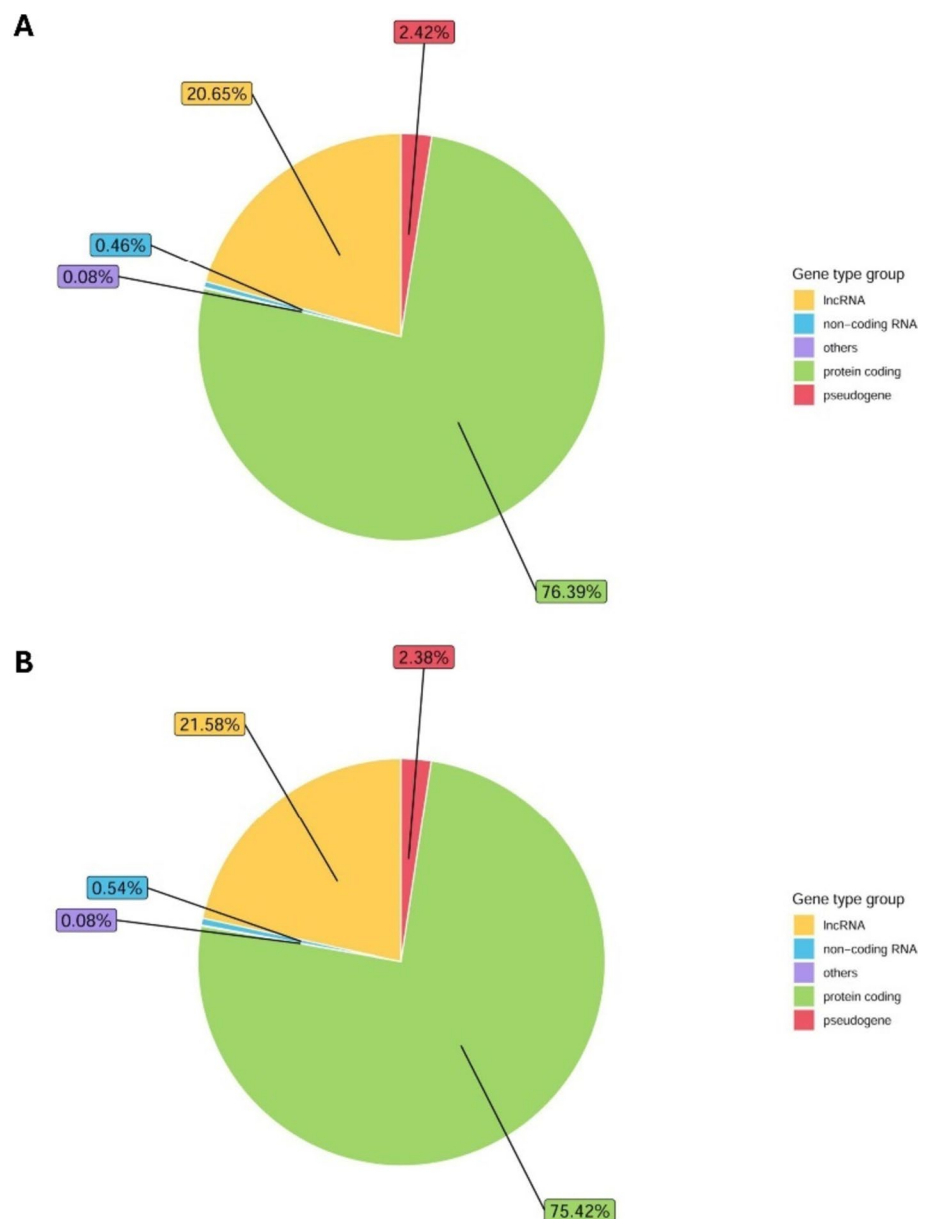 A
2.42%
20.65%
0.46%
0.08%
Gene type group
lncRNA
non-coding RNA
others
protein coding
pseudogene
76.39%
B
2.38%
21.58%
0.54%
0.08%
Gene type group
lncRNA
non-coding RNA
others
protein coding
pseudogene
75.42%